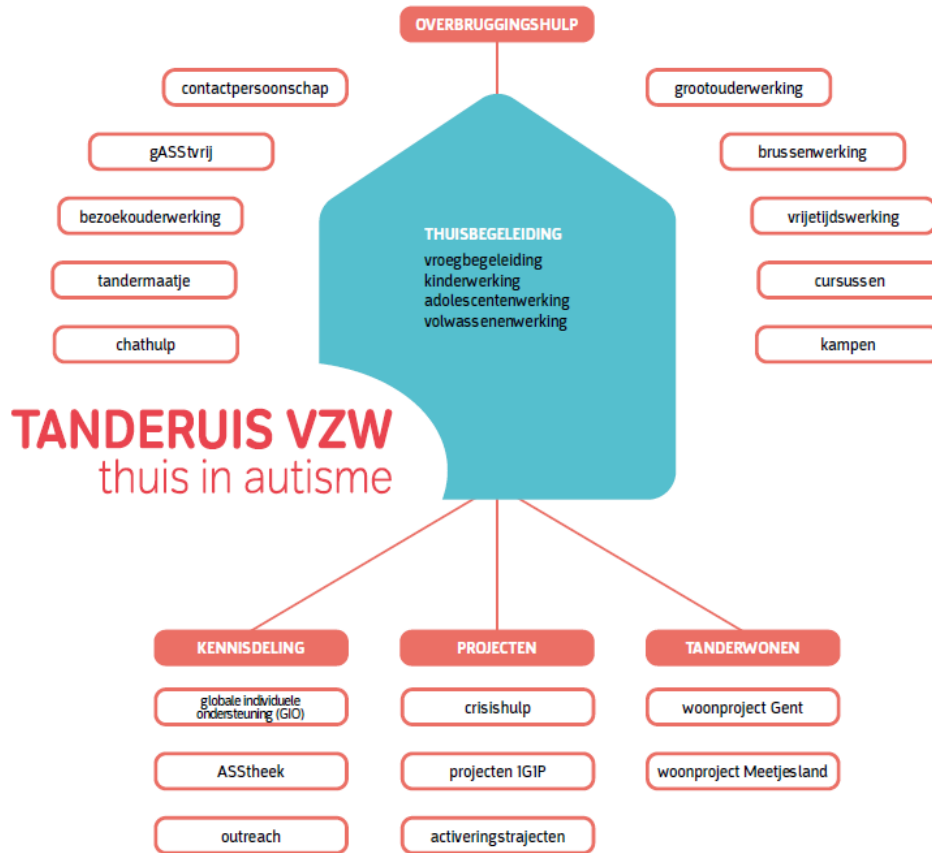 OVERBRUGGINGSHULP
contactpersoonschap
grootouderwerking
gASStvrij
brussenwerking
bezoekouderwerking
vrijetijdswerking
tandermaatje
cursussen
chathulp
kampen
THUISBEGELEIDING
vroegbegeleiding
kinderwerking
adolescentenwerking
volwassenenwerking
TANDERUIS VZW
thuis in autisme
KENNISDELING
globale individuele
ondersteuning (GIO)
ASStheek
outreach
PROJECTEN
crisishulp
projecten 1G1P
activeringstrajecten
TANDERWONEN
woonproject Gent
woonproject Meetjesland